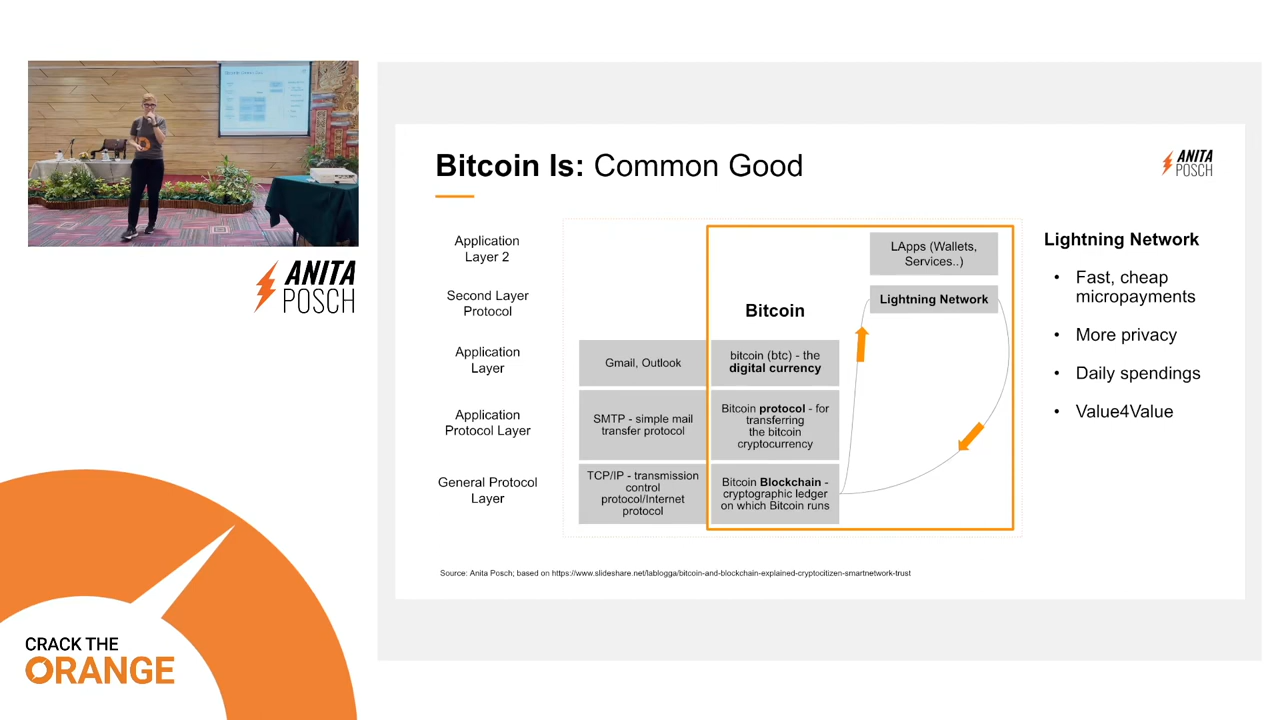 Bitcoin Is: Common Good
ANITA
POSCH
Application
Layer 2
Second Layer
Protocol
Application
Layer
Application
Protocol Layer
General Protocol
Layer
Gmail, Outlook
SMTP - simple mail
transfer protocol
TCP/IP - transmission
control
protocol/Internet
protocol
Bitcoin
bitcoin (btc) - the
digital currency
Bitcoin protocol - for
transferring
the bitcoin
cryptocurrency
Bitcoin Blockchain -
cryptographic ledger
on which Bitcoin runs
LApps (Wallets,
Services..)
Lightning Network
Lightning Network
• Fast, cheap
micropayments
• More privacy
• Daily spendings
• Value4Value
Source: Anita Posch; based on https://www.slideshare.net/lablogga/bitcoin-and-blockchain-explained-cryptocitizen-smartnetwork-trust
ANITA
POSCH
CRACK THE
ORANGE